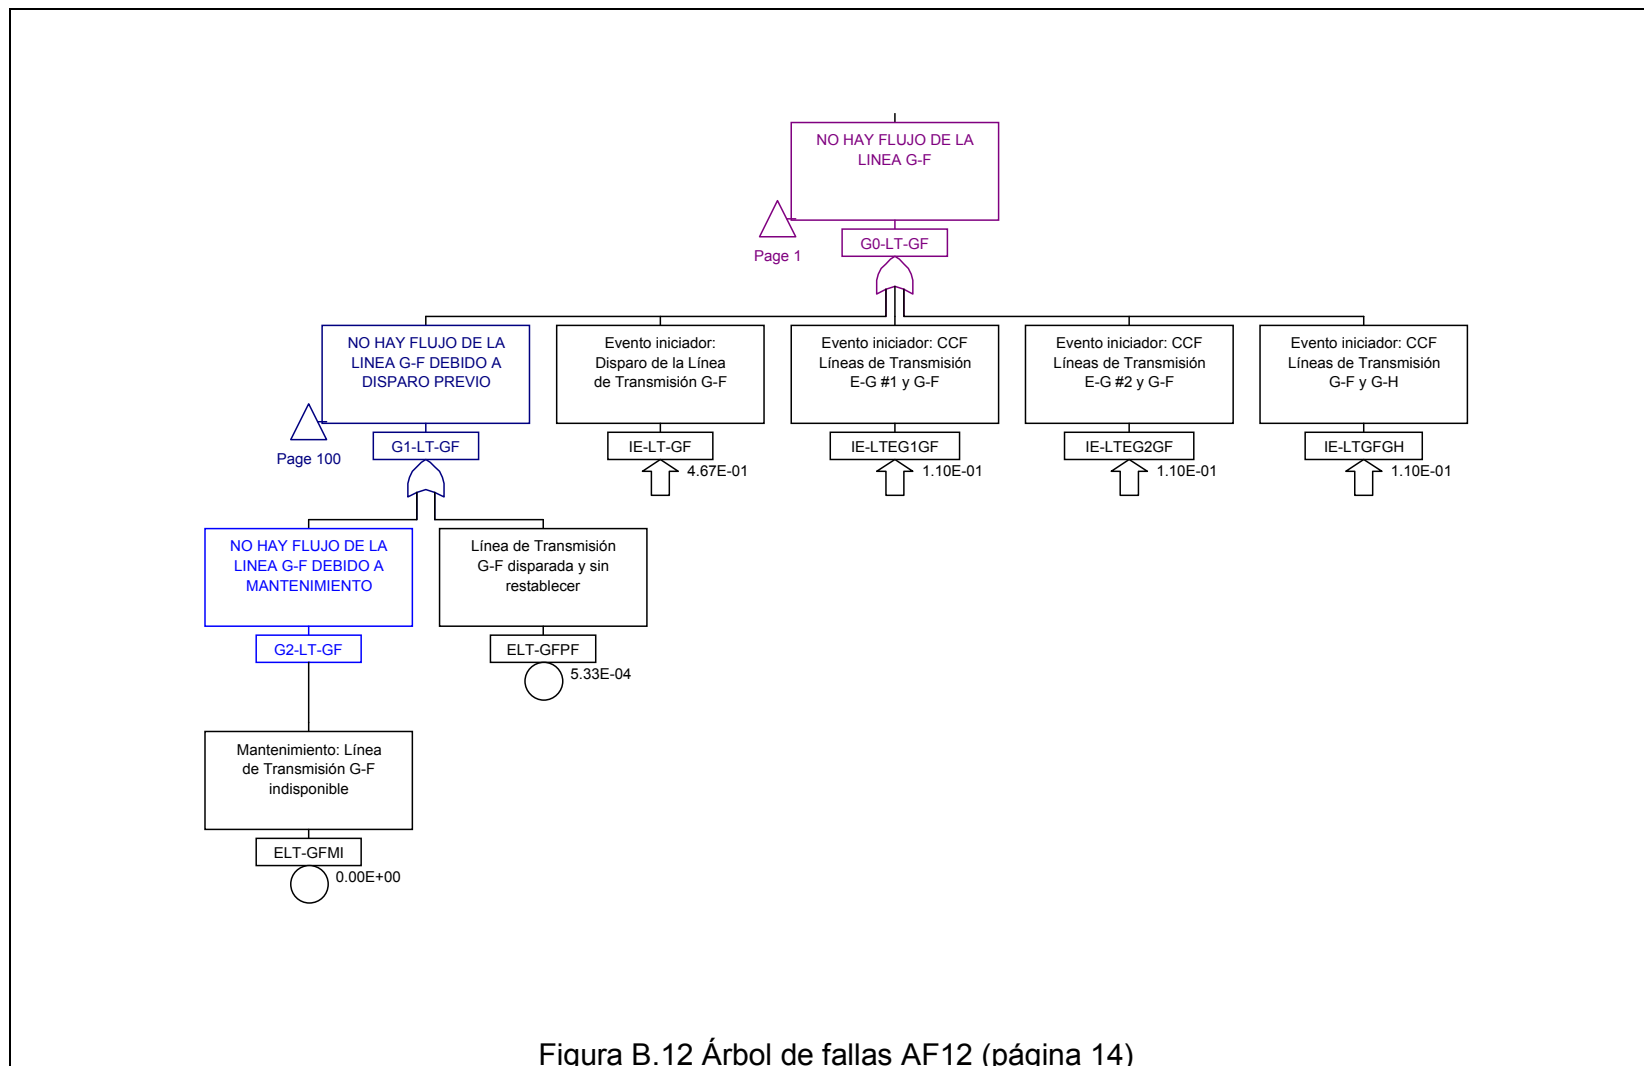 NO HAY FLUJO DE LA
LINEA G-F
Page 1
G0-LT-GF
NO HAY FLUJO DE LA
LINEA G-F DEBIDO A
DISPARO PREVIO
Page 100
G1-LT-GF
Evento iniciador:
Disparo de la Línea
de Transmisión G-F
IE-LT-GF
4.67E-01
Evento iniciador: CCF
Líneas de Transmisión
E-G #1 y G-F
IE-LTEG1GF
1.10E-01
Evento iniciador: CCF
Líneas de Transmisión
E-G #2 y G-F
IE-LTEG2GF
1.10E-01
Evento iniciador: CCF
Líneas de Transmisión
G-F y G-H
IE-LTGFGH
1.10E-01
NO HAY FLUJO DE LA
LINEA G-F DEBIDO A
MANTENIMIENTO
G2-LT-GF
Línea de Transmisión
G-F disparada y sin
restablecer
ELT-GFPF
5.33E-04
Mantenimiento: Línea
de Transmisión G-F
indisponible
ELT-GFMI
0.00E+00
Figura B.12 Árbol de fallas AF12 (página 14)